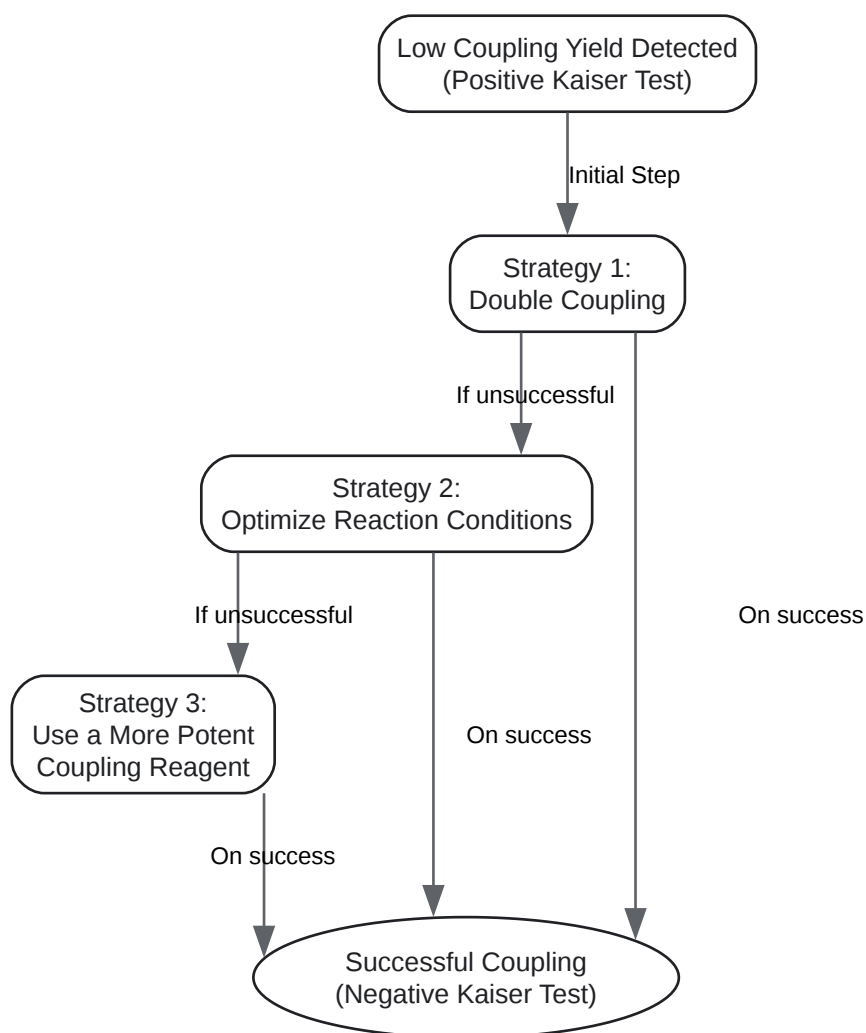 Low Coupling Yield Detected
(Positive Kaiser Test)
Initial Step
Strategy 1:
Double Coupling
If unsuccessful
Strategy 2:
Optimize Reaction Conditions
If unsuccessful
On success
Strategy 3:
Use a More Potent
Coupling Reagent
On success
On success
Successful Coupling
(Negative Kaiser Test)